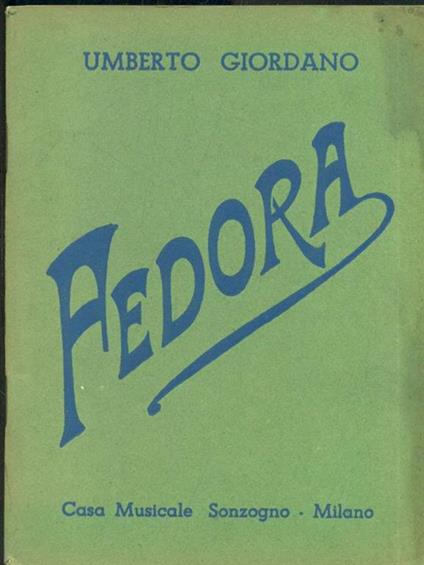 UMBERTO GIORDANO
FEDORA
Casa Musicale Sonzogno - Milano